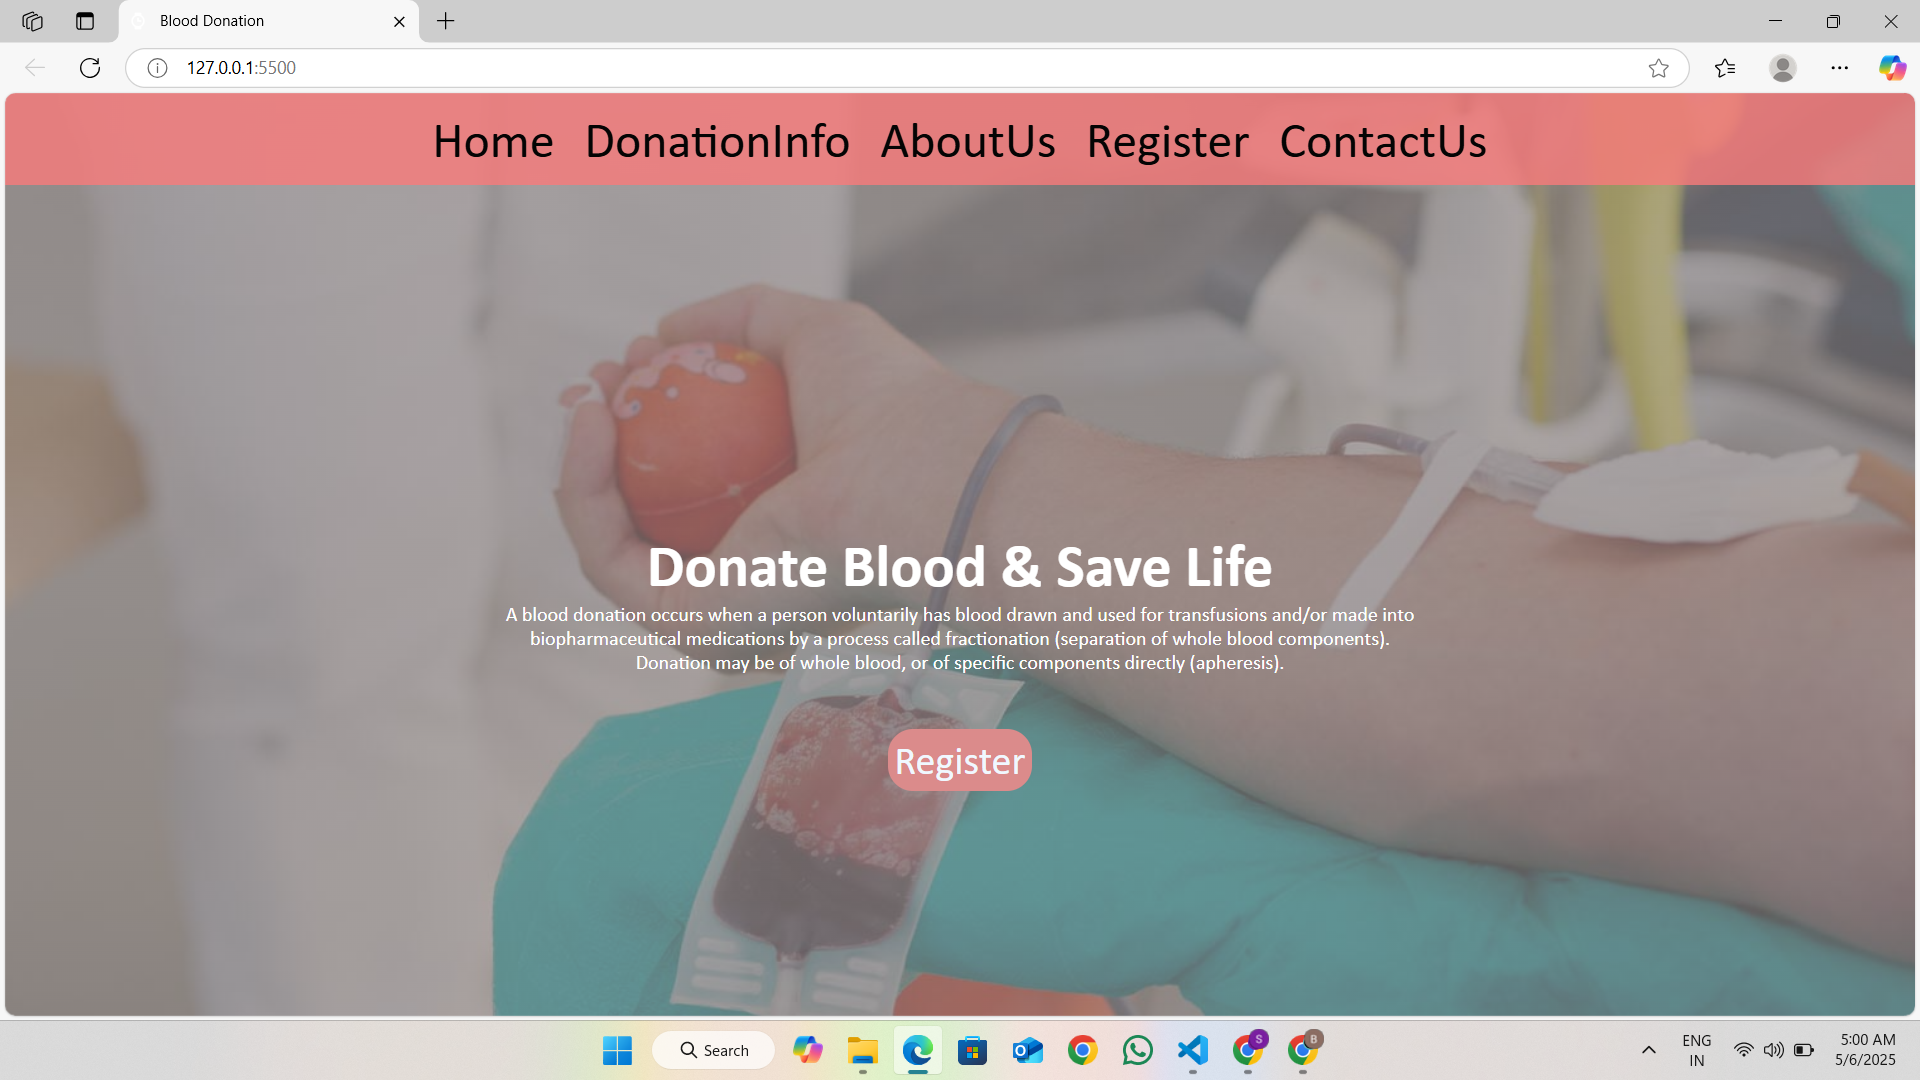 Blood Donation
127.0.0.1:5500
Home DonationInfo AboutUs Register ContactUs
Donate Blood & Save Life
A blood donation occurs when a person voluntarily has blood drawn and used for transfusions and/or made into
biopharmaceutical medications by a process called fractionation (separation of whole blood components).
Donation may be of whole blood, or of specific components directly (apheresis).
Register
Search
S
B
ENG
IN
5:00 AM
5/6/2025